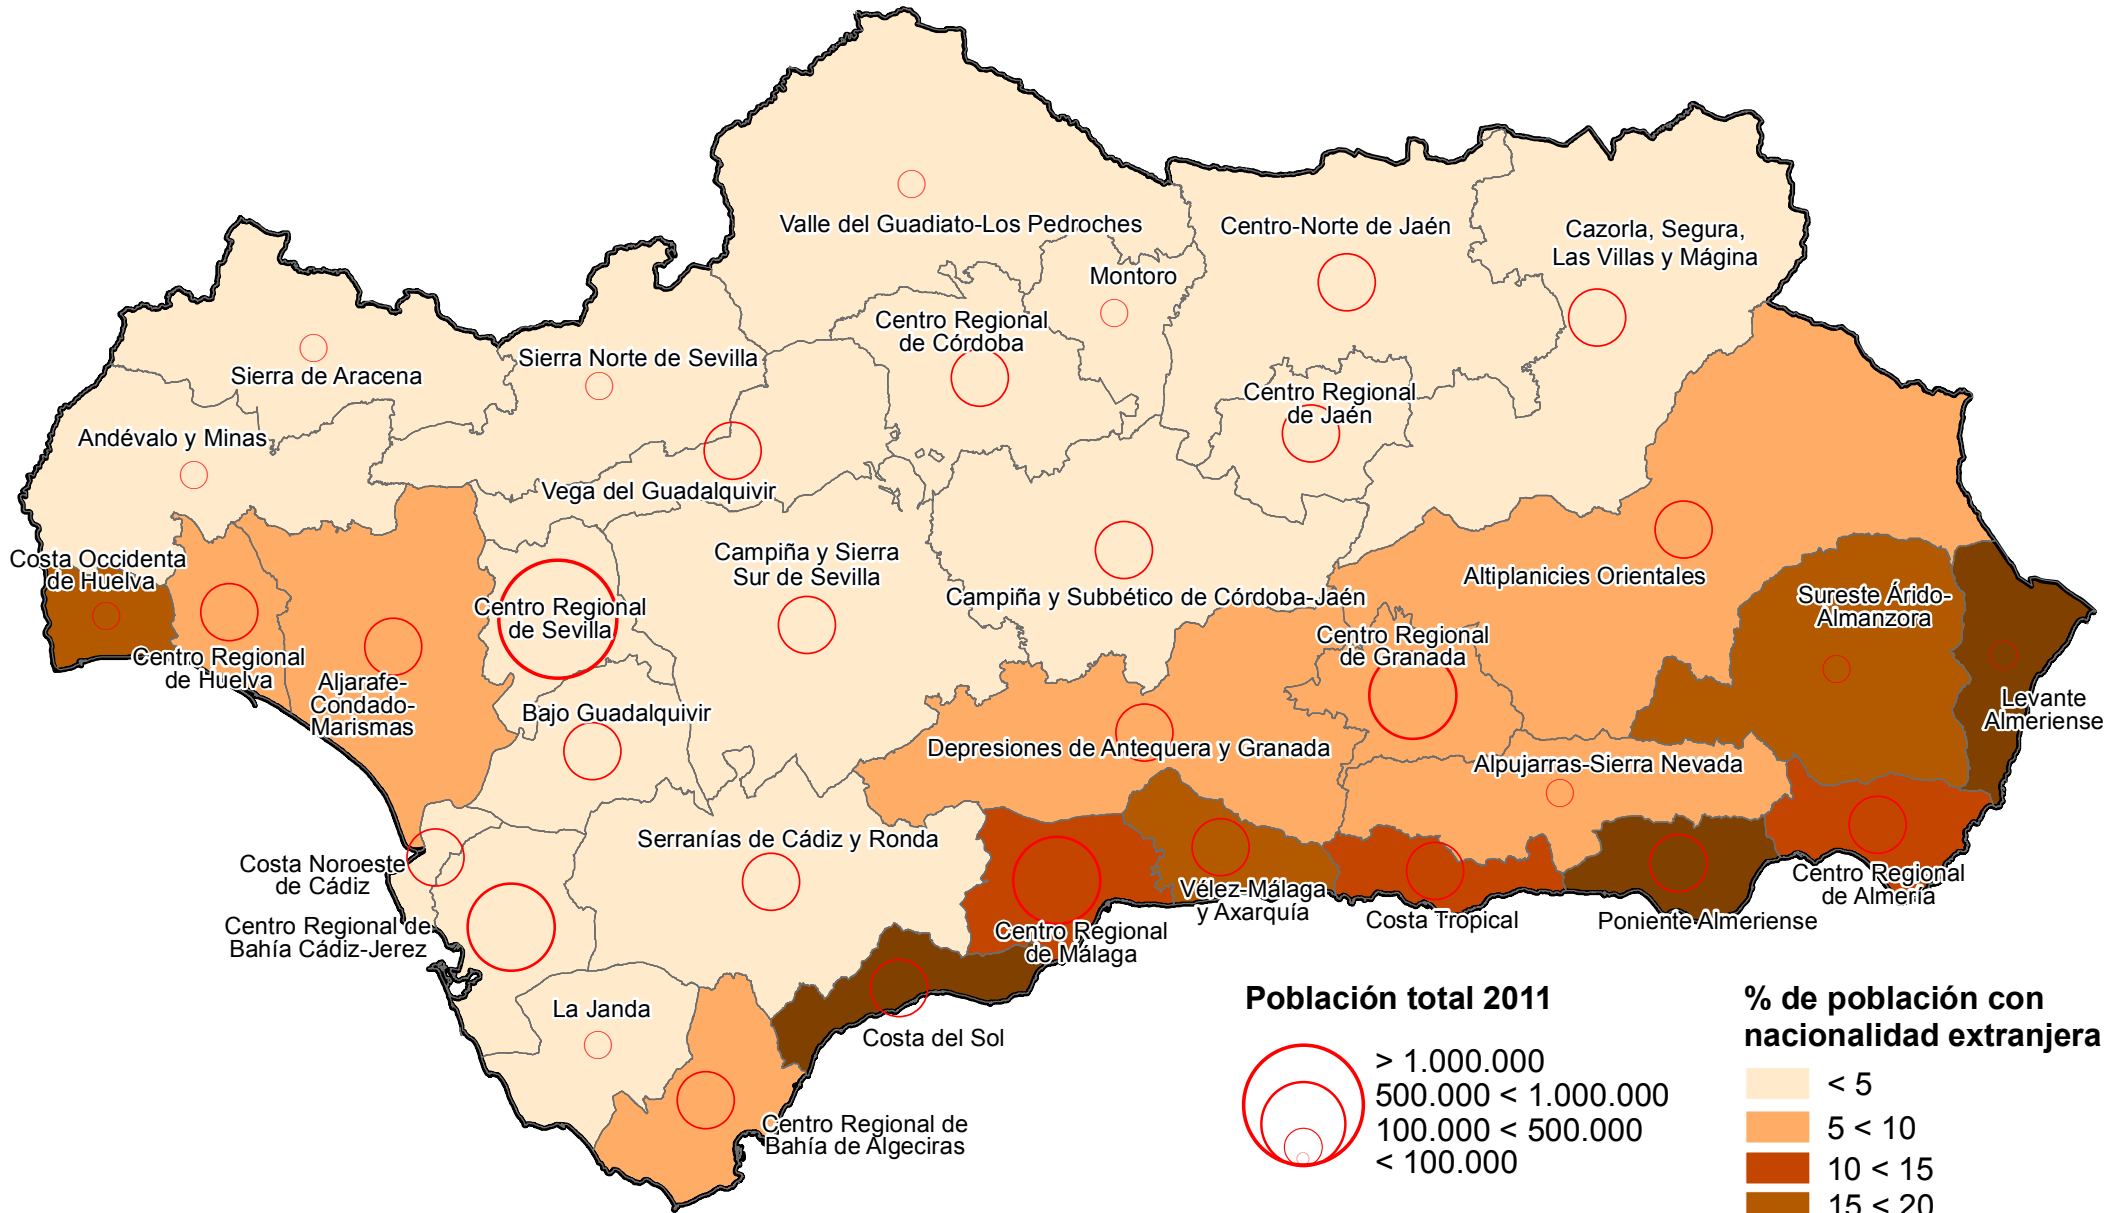 Valle del Guadiato-Los Pedroches
Centro-Norte de Jaén
Cazorla, Segura,
Las Villas y Mágina
Montoro
Centro Regional
de Córdoba
Sierra Norte de Sevilla
Sierra de Aracena
Centro Regional
de Jaén
Andévalo y Minas
Vega del Guadalquivir
Costa Occidenta
de Huelva
Campiña y Sierra
Sur de Sevilla
Centro Regional
de Sevilla
Campiña y Subbético de Córdoba-Jaén
Altiplanicies Orientales
Sureste Árido-
Almanzora
Centro Regional
de Granada
Centro Regional
de Huelva
Aljarafe-
Condado-
Marismas
Bajo Guadalquivir
Levante
Almeriense
Depresiones de Antequera y Granada
Alpujarras-Sierra Nevada
Serranías de Cádiz y Ronda
Costa Noroeste
de Cádiz
Vélez-Málaga
y Axarquía
Centro Regional
de Almería
Costa Tropical
Poniente Almeriense
Centro Regional de
Bahía Cádiz-Jerez
Centro Regional
de Málaga
La Janda
Costa del Sol
Centro Regional de
Bahía de Algeciras
Población total 2011
> 1.000.000
500.000 < 1.000.000
100.000 < 500.000
< 100.000
% de población con
nacionalidad extranjera
< 5
5 < 10
10 < 15
15 < 20